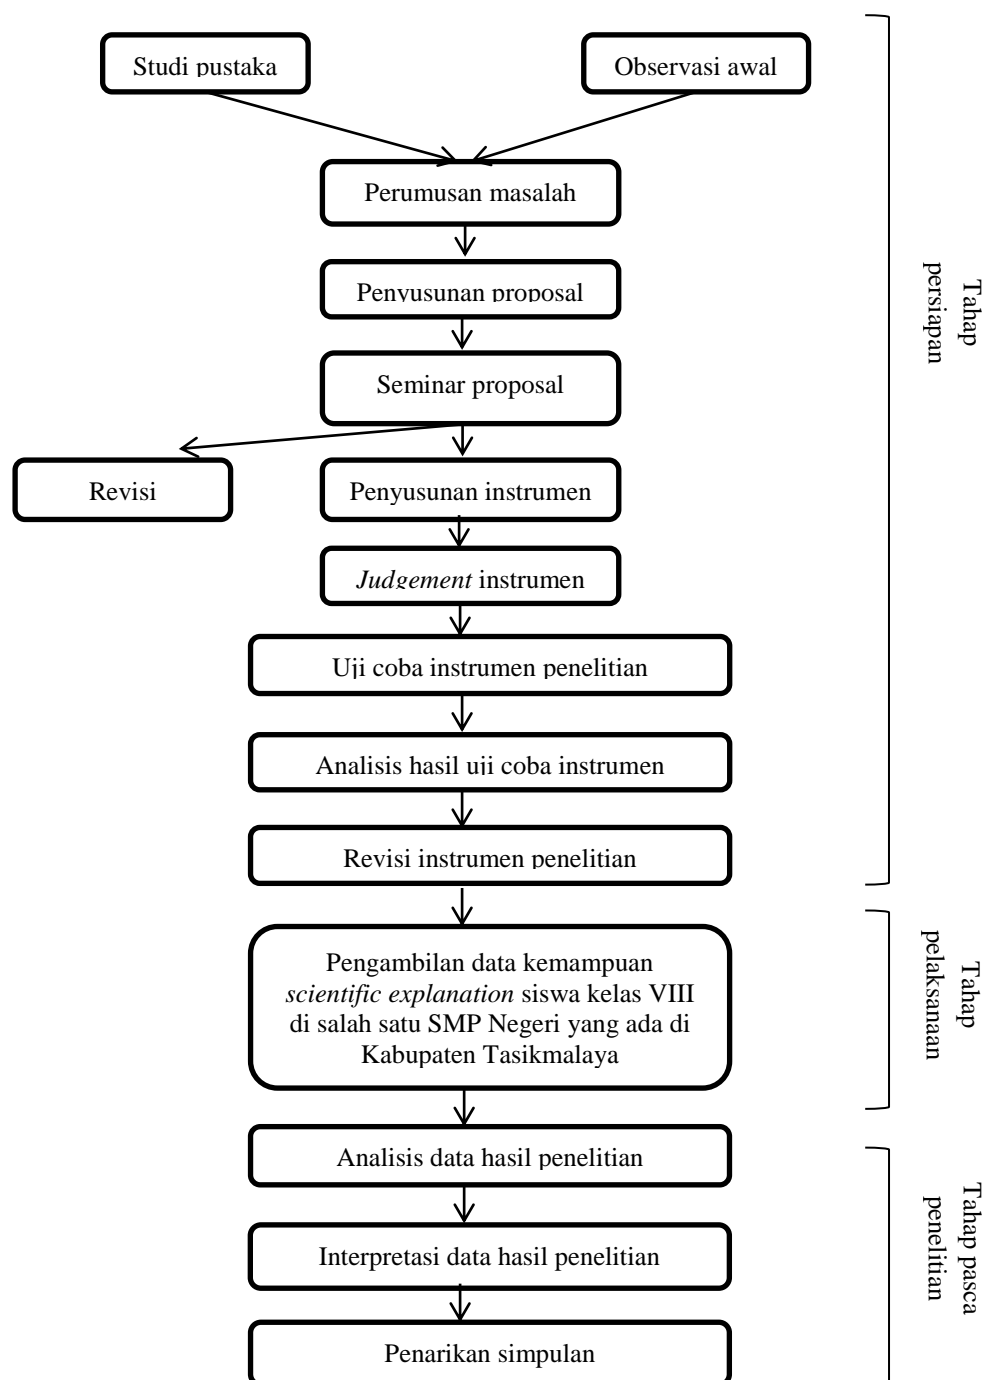 Studi pustaka
Observasi awal
Perumusan masalah
Penyusunan proposal
Seminar proposal
Revisi
Penyusunan instrumen
Judgement instrumen
Uji coba instrumen penelitian
Analisis hasil uji coba instrumen
Revisi instrumen penelitian
Tahap
persiapan
Pengambilan data kemampuan
scientific explanation siswa kelas VIII
di salah satu SMP Negeri yang ada di
Kabupaten Tasikmalaya
Tahap
pelaksanaan
Analisis data hasil penelitian
Interpretasi data hasil penelitian
Penarikan simpulan
Tahap pasca
penelitian